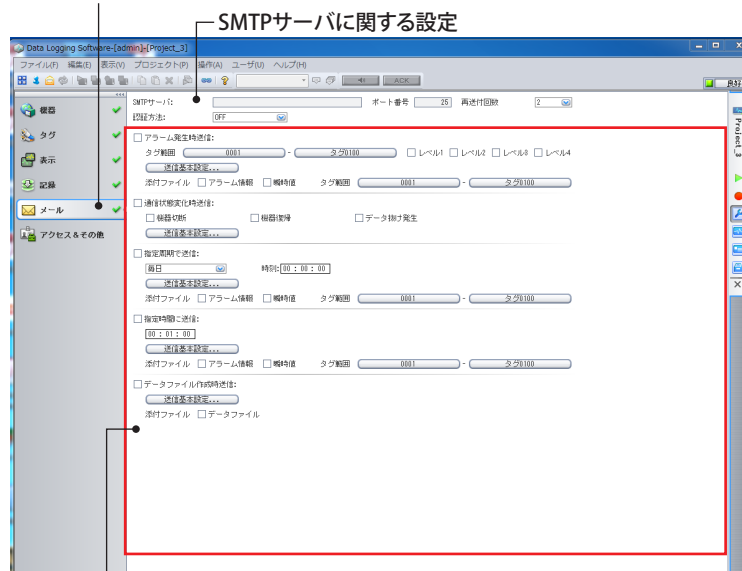 SMTPサーバに関する設定
Data Logging Software-[admin]-[Project_3]
ファイル(F) 編集(E) 表示(V) プロジェクト(P) 操作(A) ユーザ(U) ヘルプ(H)
ACK
良好
機器
タグ
表示
記録
メール
アクセス&その他
SMTPサーバ: ポート番号 25 再送付回数 2
認証方法: OFF
アラーム発生時送信:
タグ範囲 0001 - タグ0100 レベル1 レベル2 レベル3 レベル4
送信基本設定...
添付ファイル アラーム情報 瞬時値 タグ範囲 0001 - タグ0100
通信状態変化時送信:
機器切断 機器復帰 データ抜け発生
送信基本設定...
指定周期で送信:
毎日 時刻: 00 : 00 : 00
送信基本設定...
添付ファイル アラーム情報 瞬時値 タグ範囲 0001 - タグ0100
指定時間に送信:
00 : 01 : 00
送信基本設定...
添付ファイル アラーム情報 瞬時値 タグ範囲 0001 - タグ0100
データファイル作成時送信:
送信基本設定...
添付ファイル データファイル
Project_3